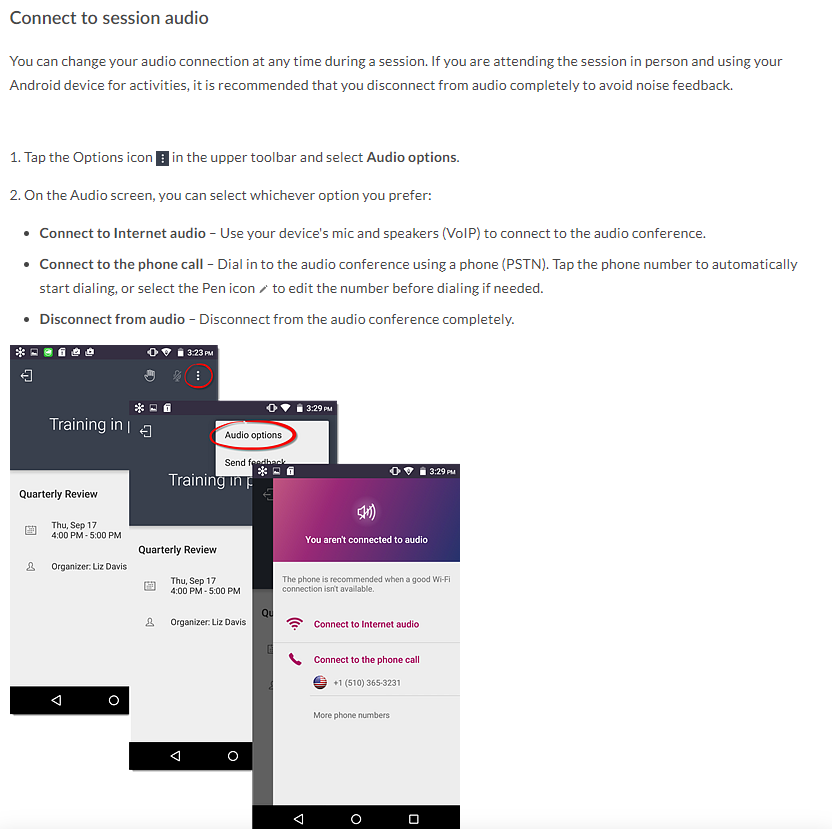 Connect to session audio
You can change your audio connection at any time during a session. If you are attending the session in person and using your
Android device for activities, it is recommended that you disconnect from audio completely to avoid noise feedback.
1. Tap the Options icon in the upper toolbar and select Audio options.
2. On the Audio screen, you can select whichever option you prefer:
• Connect to Internet audio – Use your device's mic and speakers (VoIP) to connect to the audio conference.
• Connect to the phone call – Dial in to the audio conference using a phone (PSTN). Tap the phone number to automatically
start dialing, or select the Pen icon to edit the number before dialing if needed.
• Disconnect from audio – Disconnect from the audio conference completely.
3:23 PM
Training in
Quarterly Review
Thu, Sep 17
4:00 PM - 5:00 PM
Organizer: Liz Davis
3:29 PM
Audio options
Send feedback
Training in p
Quarterly Review
Thu, Sep 17
4:00 PM - 5:00 PM
Organizer: Liz Davis
3:29 PM
Qu
You aren't connected to audio
The phone is recommended when a good Wi-Fi
connection isn't available.
Connect to Internet audio
Connect to the phone call
+1 (510) 365-3231
More phone numbers